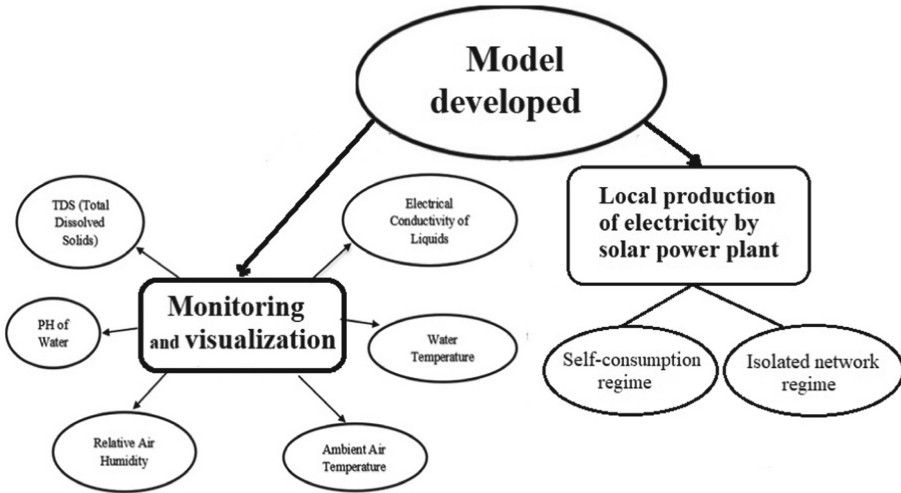 Model
developed
Local production
of electricity by
solar power plant
TDS (Total
Dissolved
Solids)
Electrical
Conductivity of
Liquids
Monitoring
and visualization
PH of
Water
Water
Temperature
Self-consumption
regime
Isolated network
regime
Relative Air
Humidity
Ambient Air
Temperature